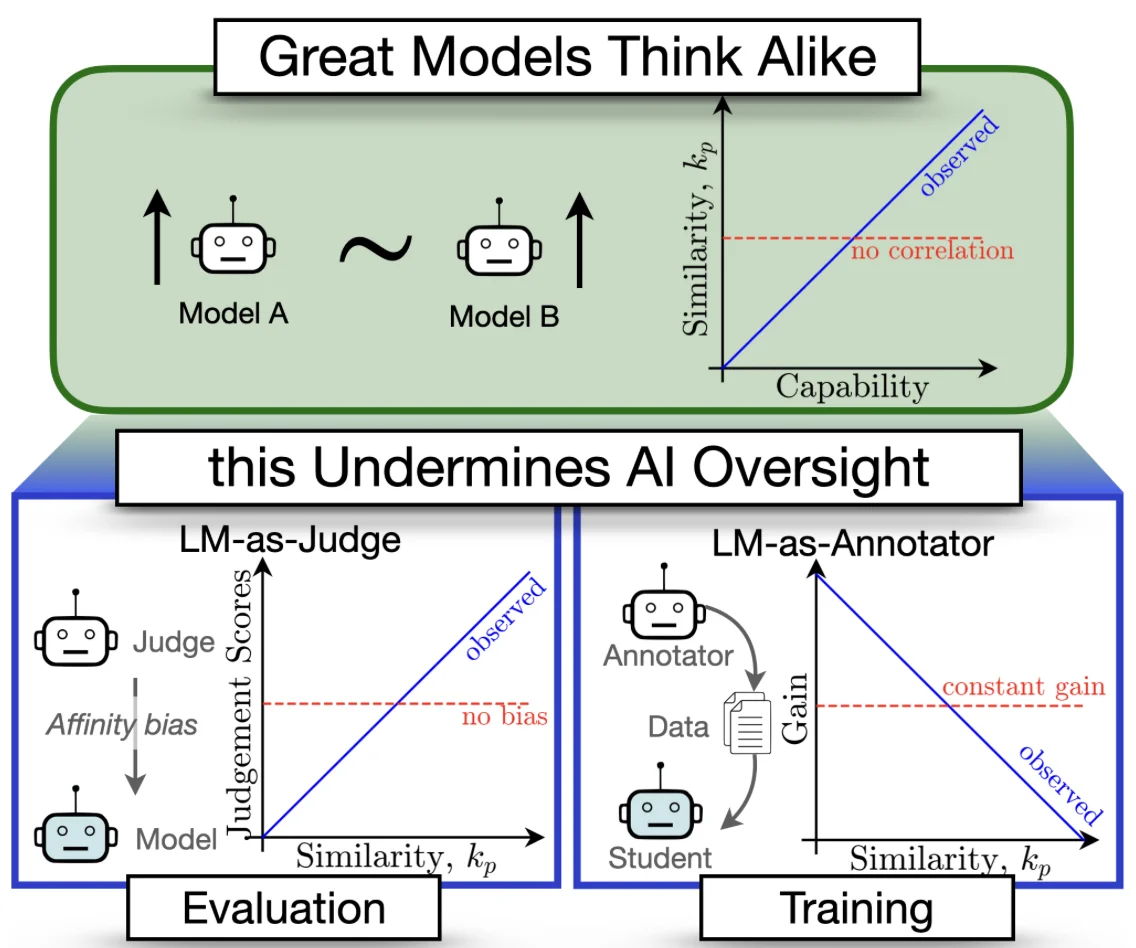 Great Models Think Alike
Model A
∼
Model B
Similarity, k_p
observed
no correlation
Capability
this Undermines AI Oversight
LM-as-Judge
Judge
Affinity bias
Model
Judgement Scores
observed
no bias
Similarity, k_p
Evaluation
LM-as-Annotator
Annotator
Data
Student
Gain
constant gain
observed
Similarity, k_p
Training